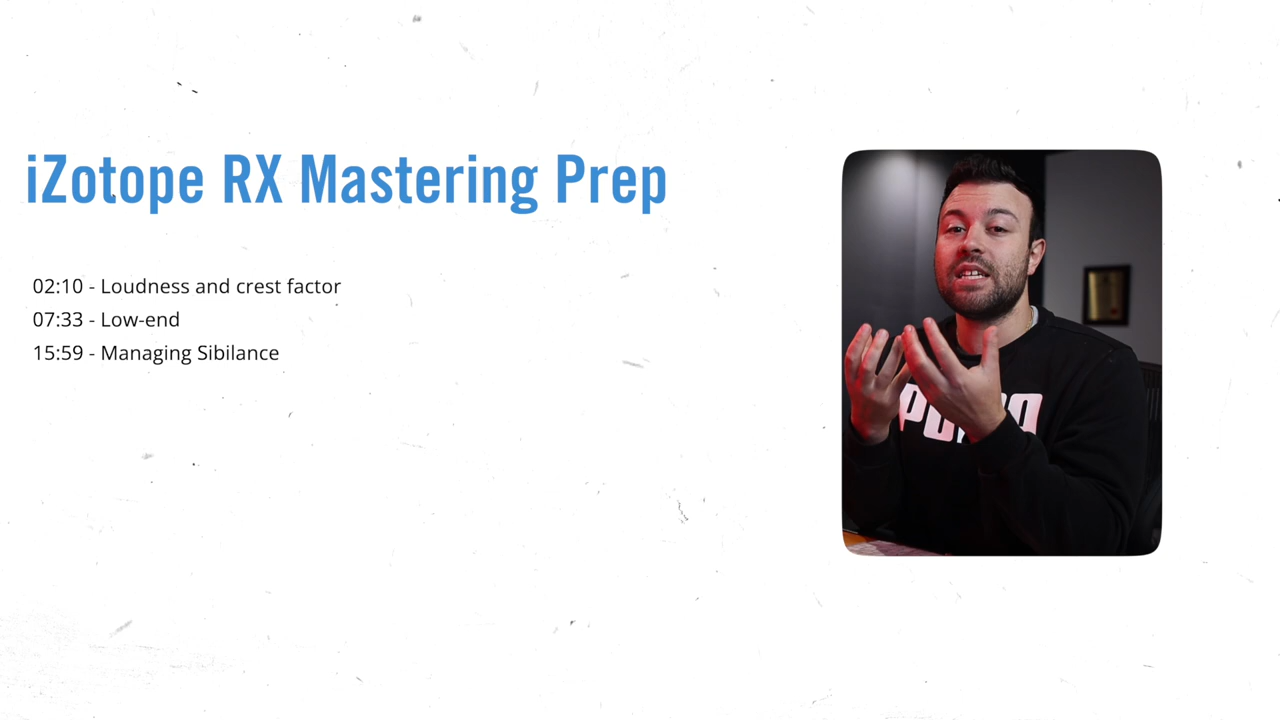 iZotope RX Mastering Prep
02:10 - Loudness and crest factor
07:33 - Low-end
15:59 - Managing Sibilance